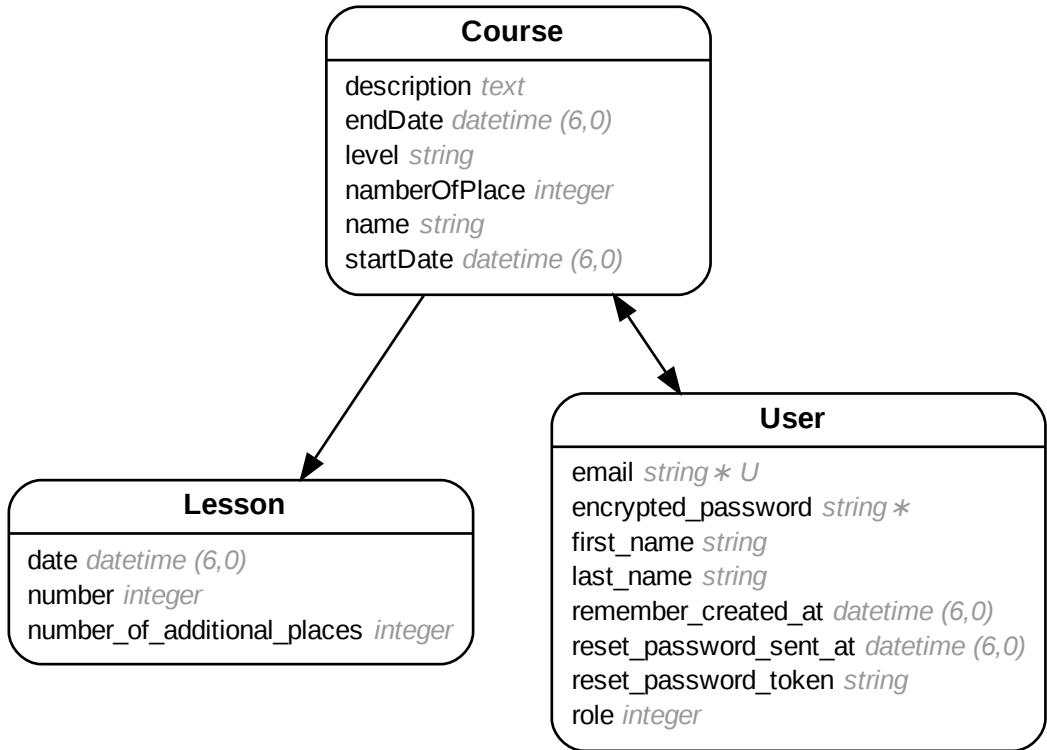 Course
description text
endDate datetime (6,0)
level string
namberOfPlace integer
name string
startDate datetime (6,0)
Lesson
date datetime (6,0)
number integer
number_of_additional_places integer
User
email string∗ U
encrypted_password string∗
first_name string
last_name string
remember_created_at datetime (6,0)
reset_password_sent_at datetime (6,0)
reset_password_token string
role integer